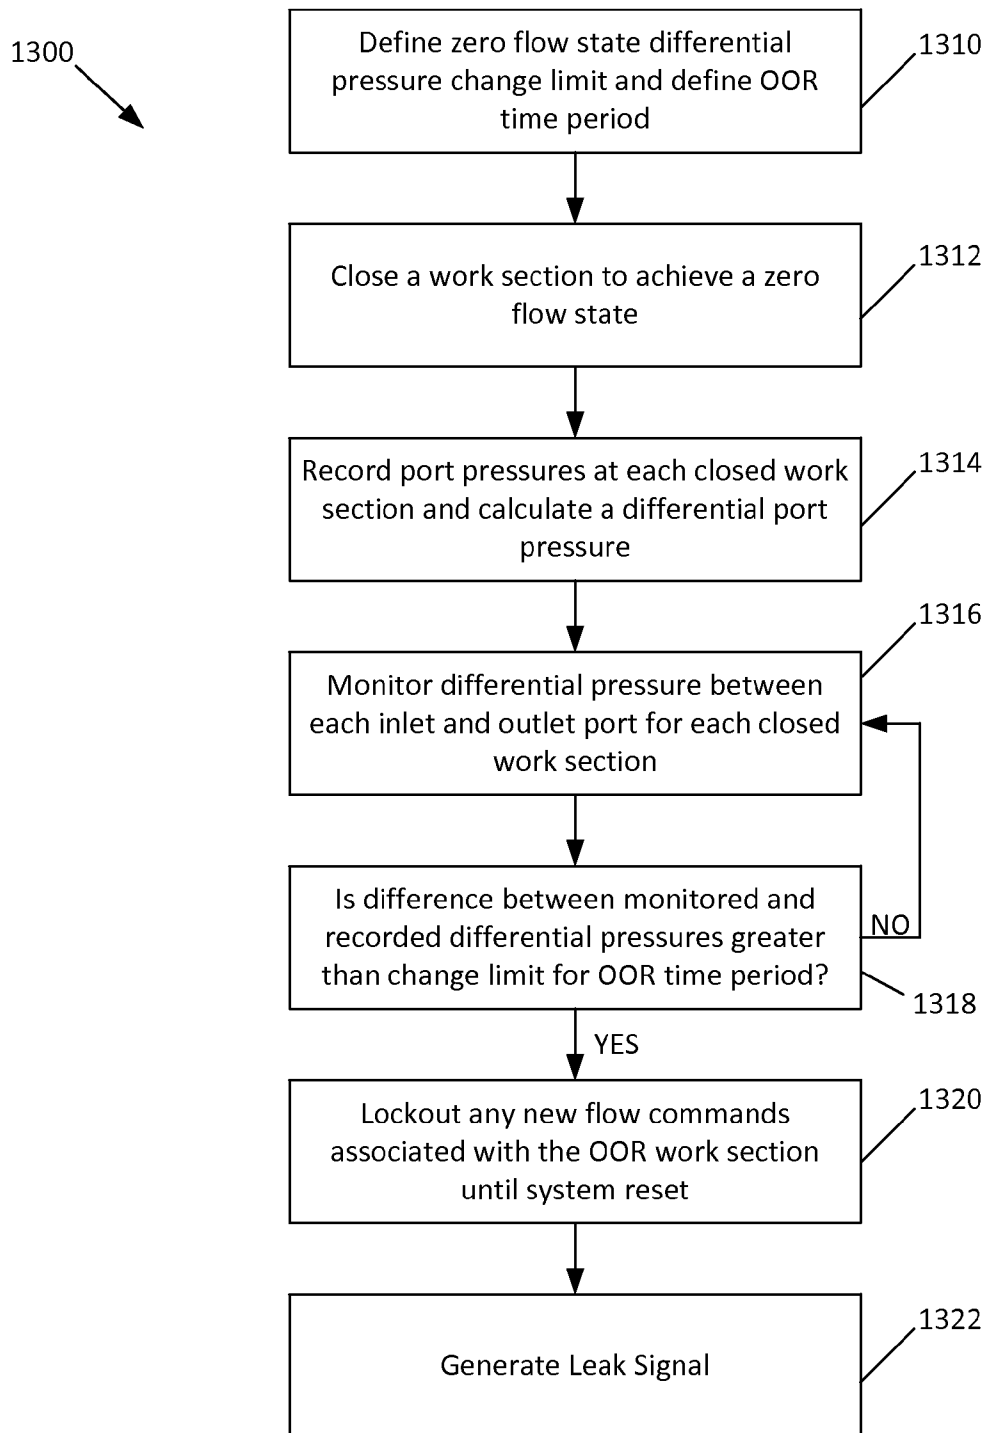 1300
Define zero flow state differential
pressure change limit and define OOR
time period
1310
Close a work section to achieve a zero
flow state
1312
Record port pressures at each closed work
section and calculate a differential port
pressure
1314
Monitor differential pressure between
each inlet and outlet port for each closed
work section
1316
Is difference between monitored and
recorded differential pressures greater
than change limit for OOR time period?
NO
1318
YES
Lockout any new flow commands
associated with the OOR work section
until system reset
1320
Generate Leak Signal
1322